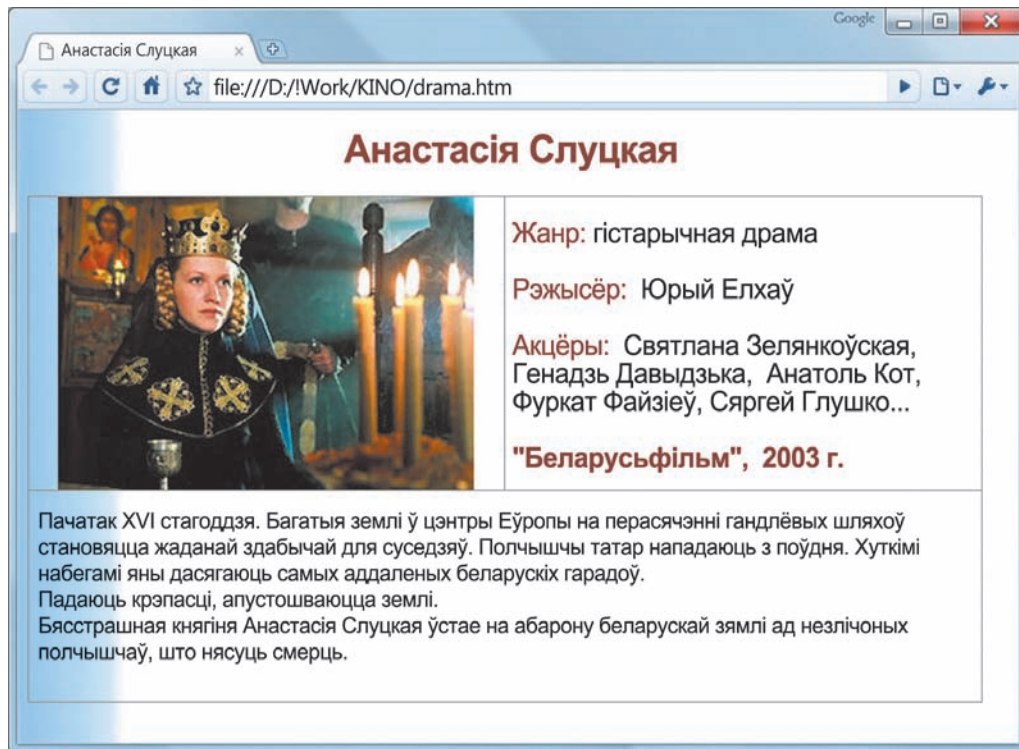 Google
Анастасія Слуцкая
file:///D:/!Work/KINO/drama.htm
Анастасія Слуцкая
Жанр: гістарычная драма
Рэжысёр: Юрый Елхаў
Акцёры: Святлана Зелянкоўская,
Генадзь Давыдзька, Анатоль Кот,
Фуркат Файзіеў, Сяргей Глушко...
"Беларусьфільм", 2003 г.
Пачатак XVI стагоддзя. Багатыя землі ў цэнтры Еўропы на перасячэнні гандлёвых шляхоў
становяцца жаданай здабычай для суседзяў. Полчышчы татар нападаюць з поўдня. Хуткімі
набегамі яны дасягаюць самых аддаленых беларускіх гарадоў.
Падаюць крэпасці, апустошваюцца землі.
Бясстрашная княгіня Анастасія Слуцкая ўстае на абарону беларускай зямлі ад незлічоных
полчышчаў, што нясуць смерць.